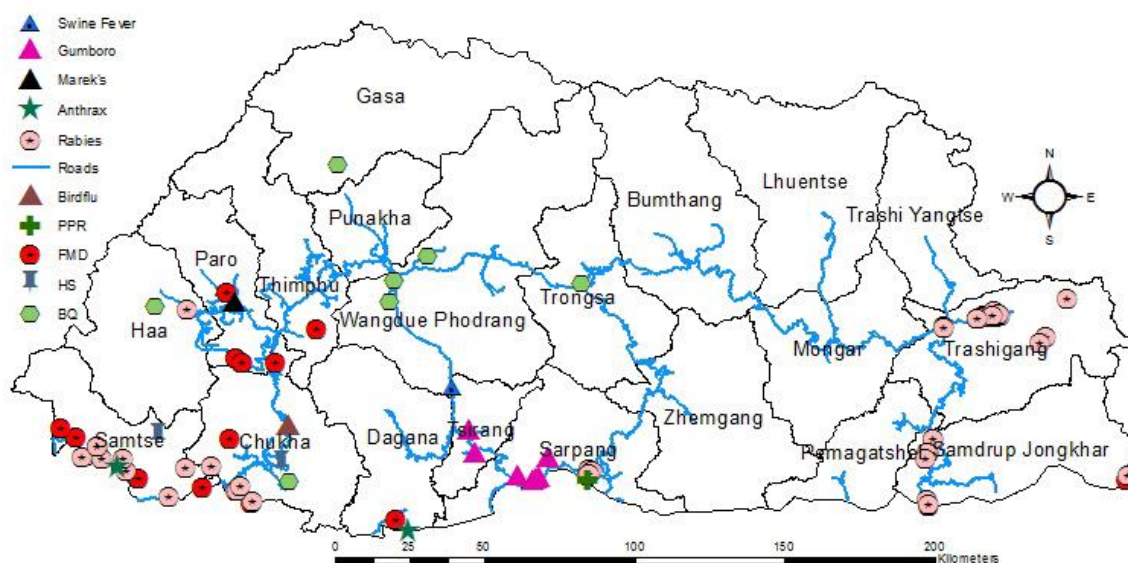 Swine Fever
Gumboro
Marek's
Anthrax
Rabies
Roads
Birdflu
PPR
FMD
HS
BQ
Gasa
Punakha
Bumthang
Lhuentse
Trashi Yangtse
N
W E
S
Paro
Thimphu
Haa
Wangdue Phodrang
Trongsa
Mongar
Trashigang
Samtse
Chukha
Dagana
Tsirang
Sarpang
Zhemgang
Pemagatshel
Samdrup Jongkhar
0 25 50 100 150 200
Kilometers